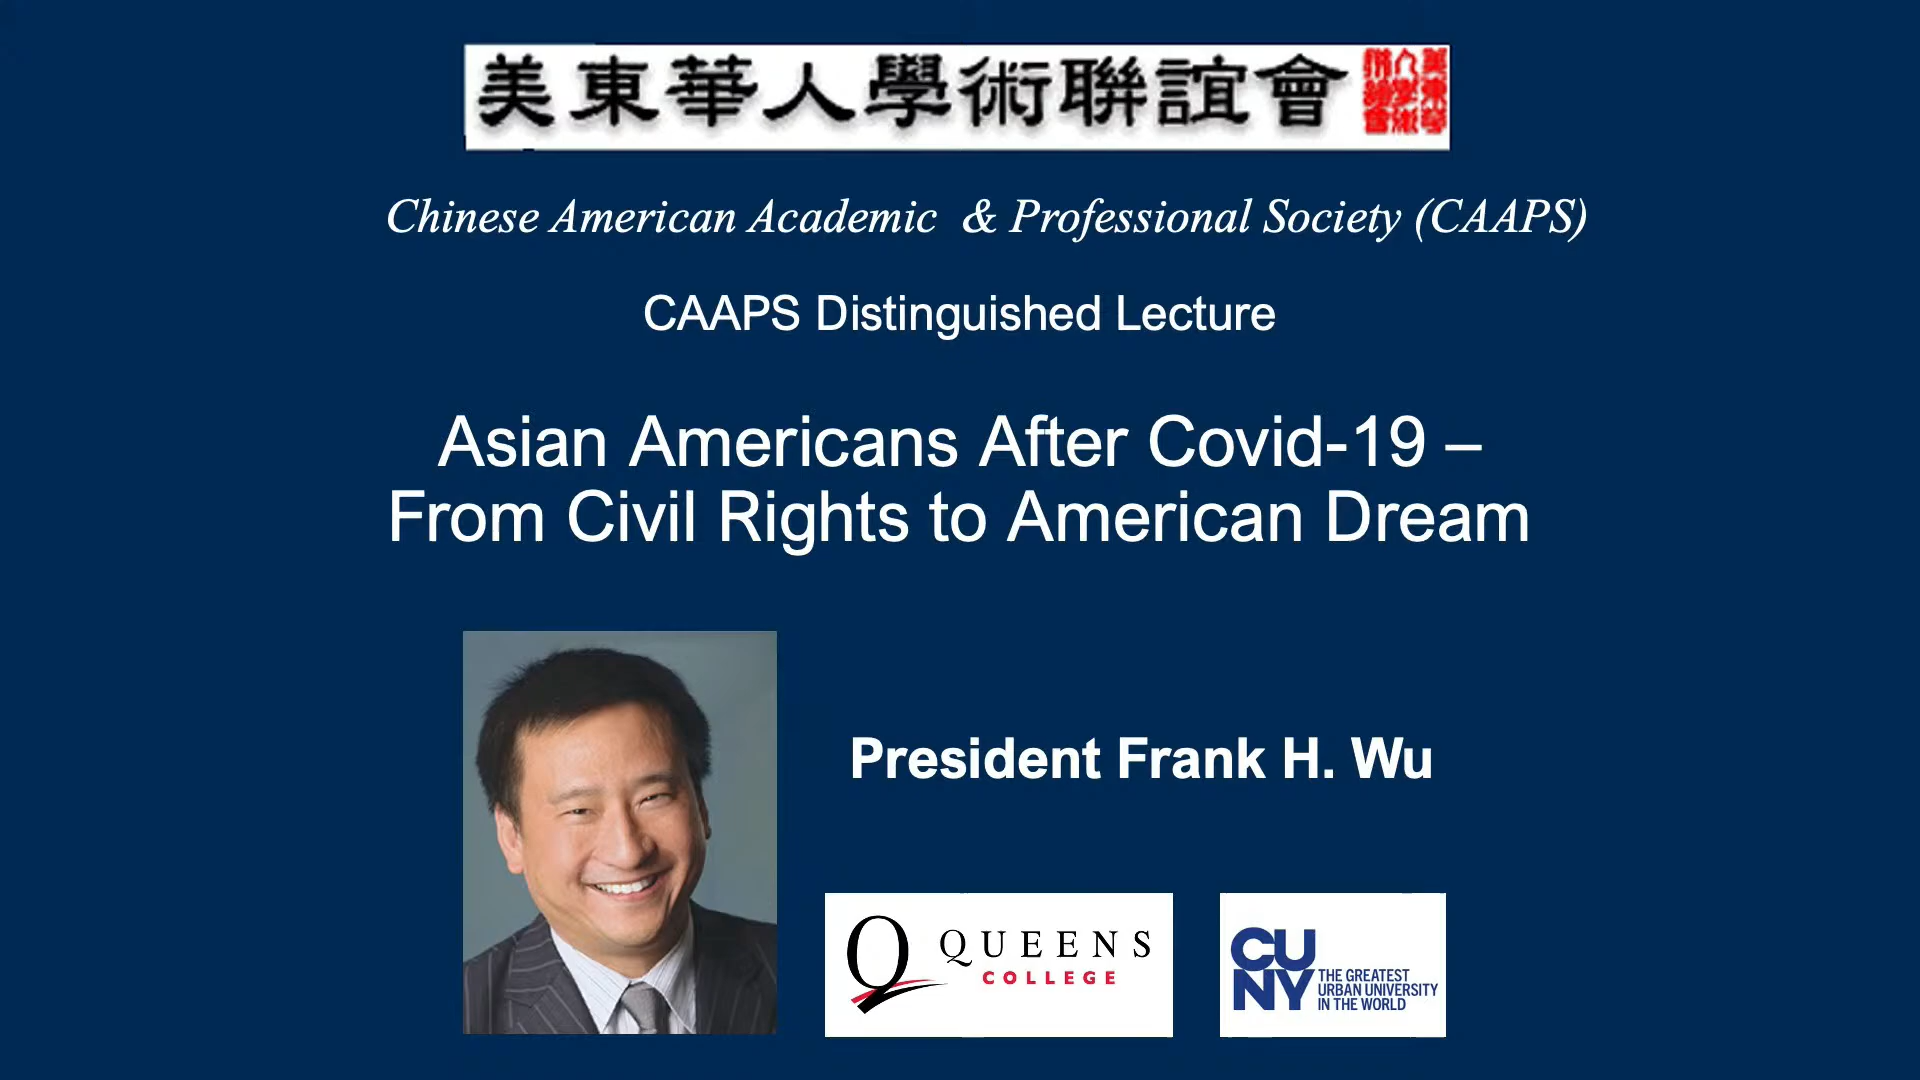 美東華人學術聯誼會
Chinese American Academic & Professional Society (CAAPS)
CAAPS Distinguished Lecture
Asian Americans After Covid-19 –
From Civil Rights to American Dream
President Frank H. Wu
Q QUEENS
COLLEGE
CU
NY
THE GREATEST
URBAN UNIVERSITY
IN THE WORLD